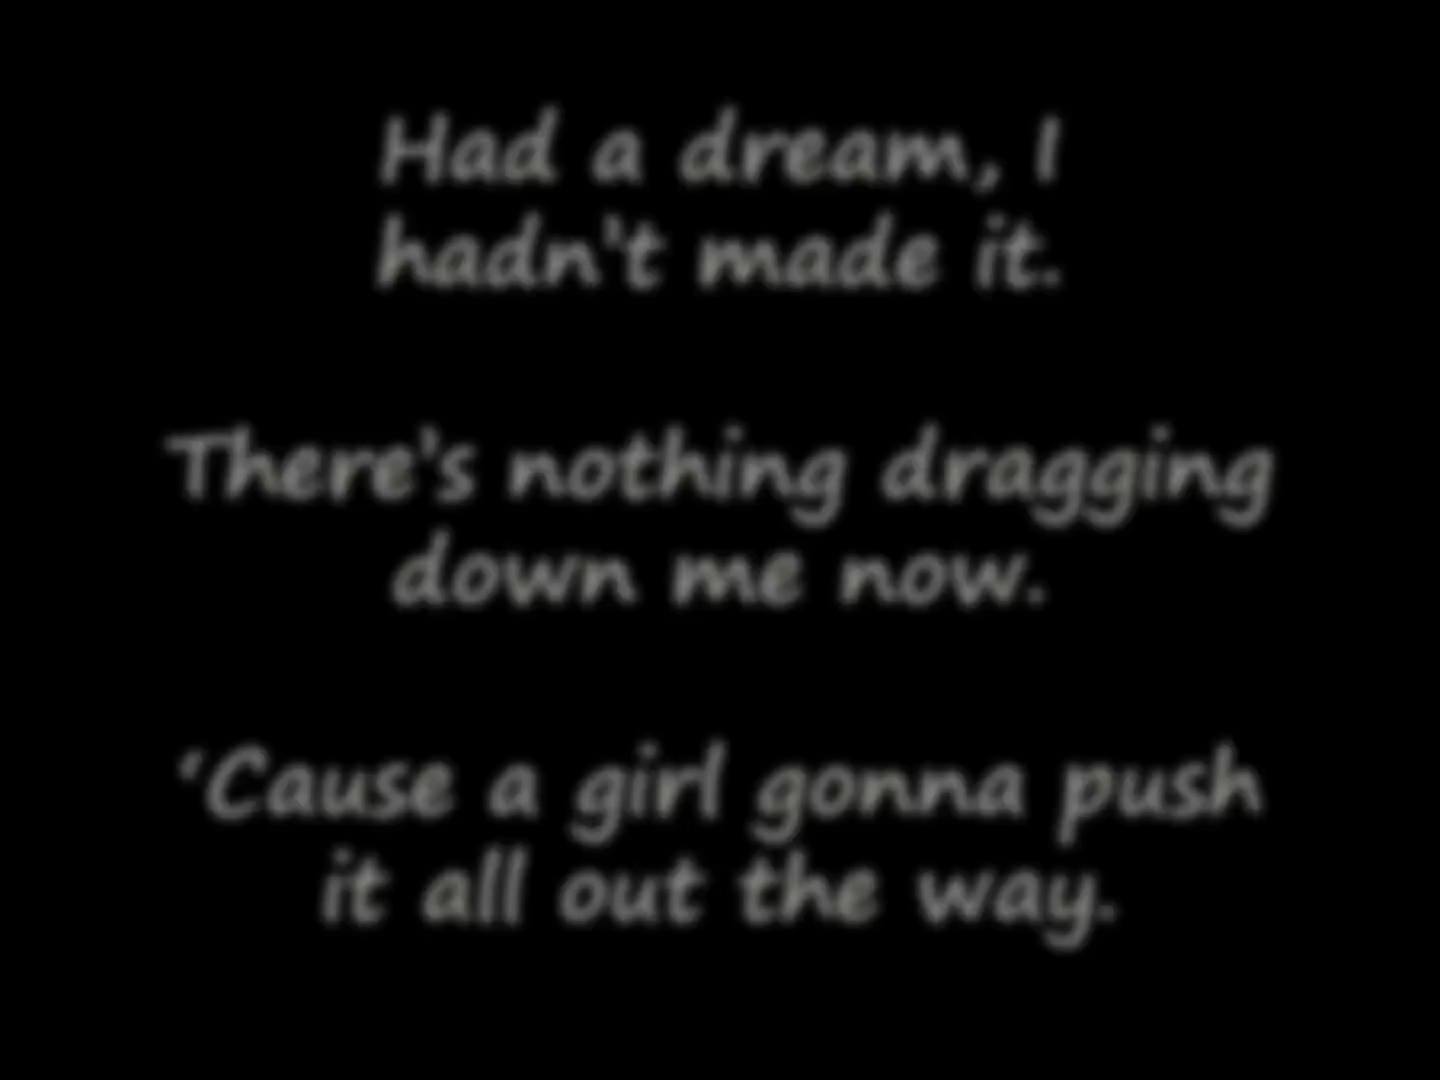 Had a dream, I
hadn't made it.
There's nothing dragging
down me now.
‘Cause a girl gonna push
it all out the way.